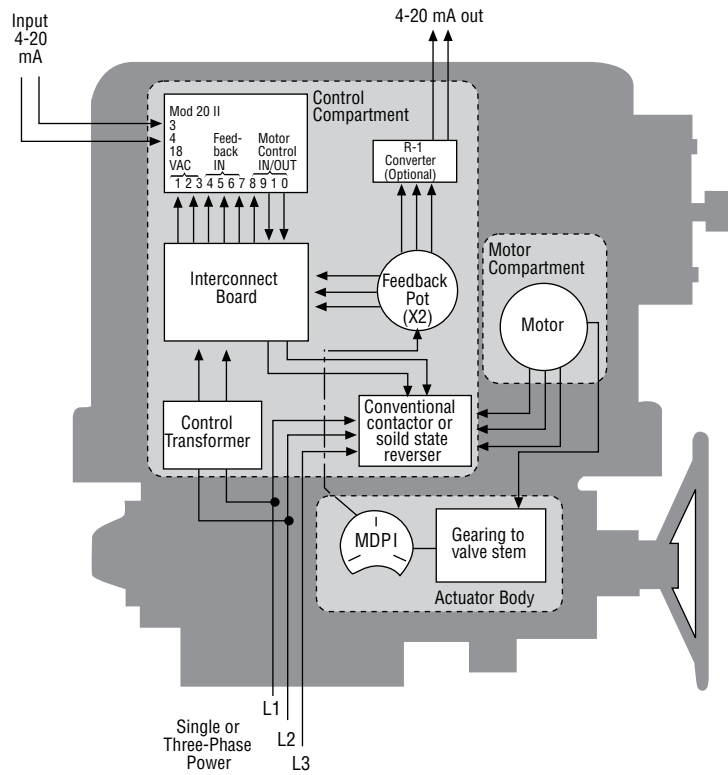 Input
4-20
mA
4-20 mA out
Control
Compartment
Mod 20 II
3
4
18
VAC
Feed-
back
IN
Motor
Control
IN/OUT
1 2 3 4 5 6 7 8 9 1 0
R-1
Converter
(Optional)
Interconnect
Board
Feedback
Pot
(X2)
Motor
Compartment
Motor
Control
Transformer
Conventional
contactor or
soild state
reverser
MDPI
Gearing to
valve stem
Actuator Body
L1
L2
L3
Single or
Three-Phase
Power